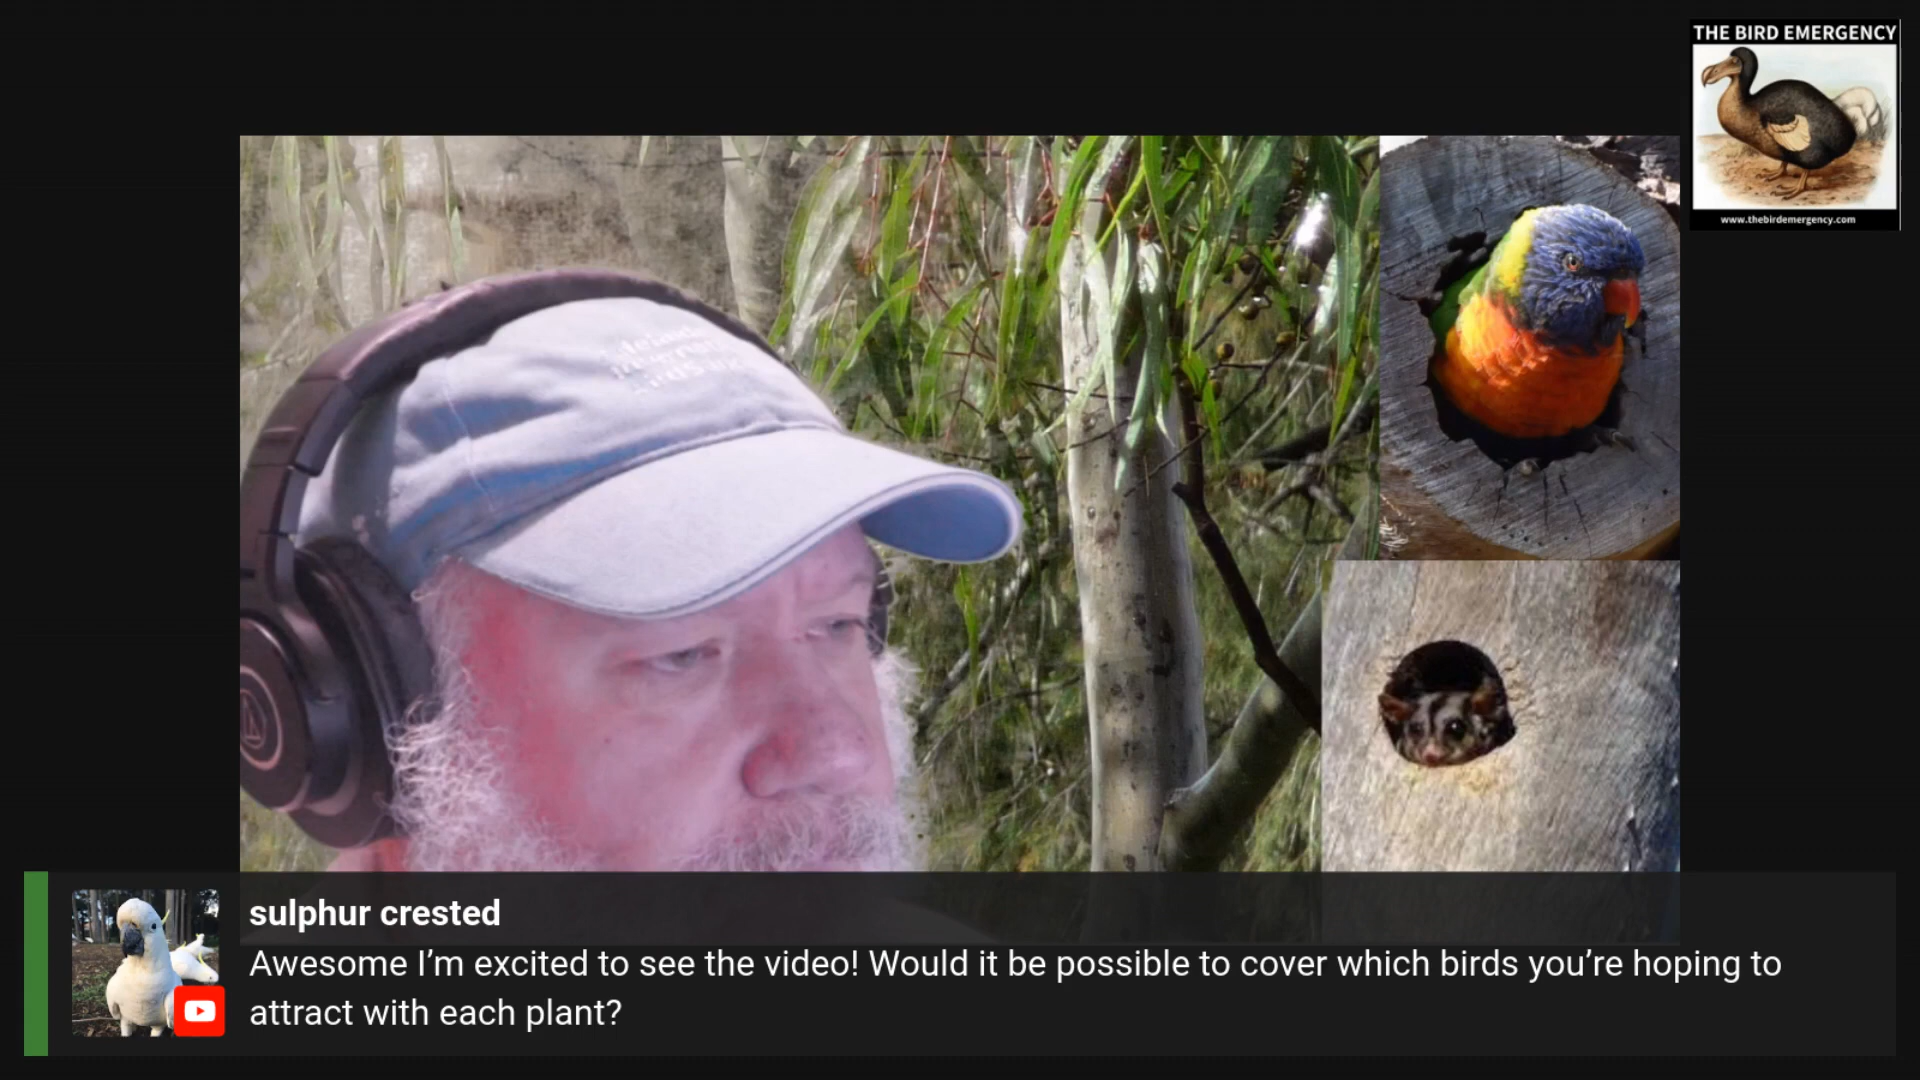 THE BIRD EMERGENCY
www.thebirdemergency.com
sulphur crested
Awesome I’m excited to see the video! Would it be possible to cover which birds you’re hoping to
attract with each plant?